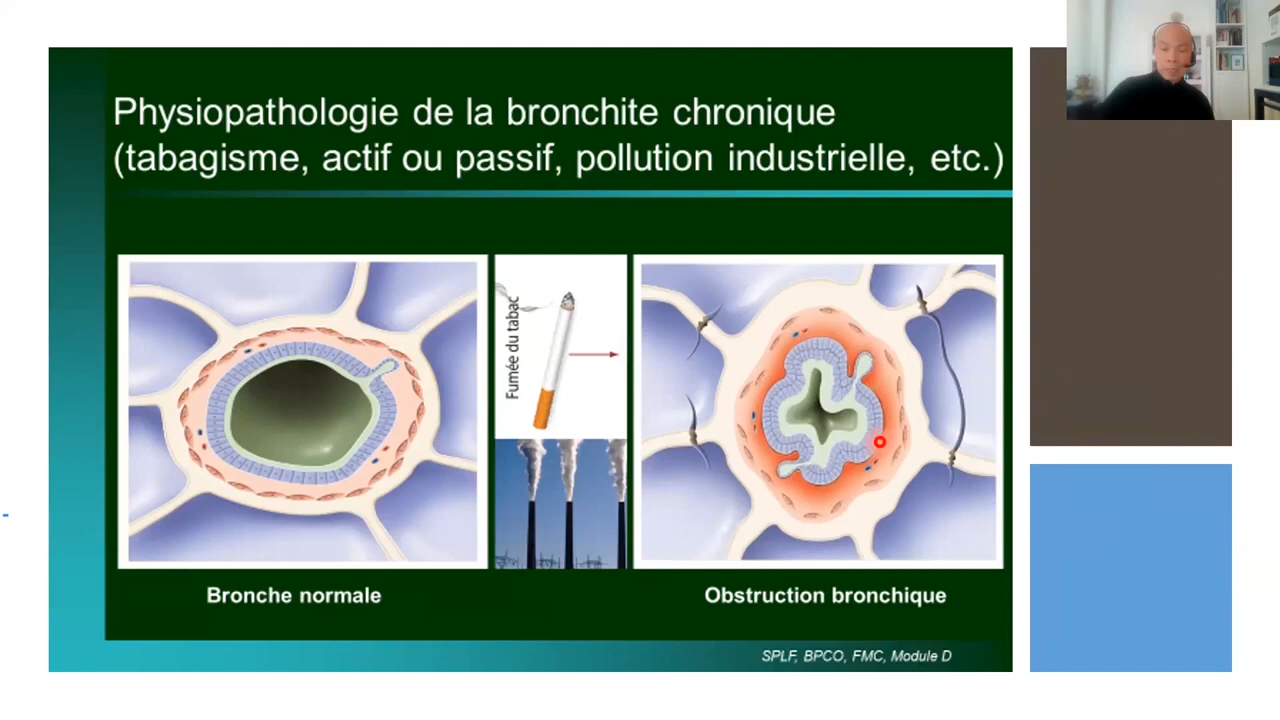 Physiopathologie de la bronchite chronique
(tabagisme, actif ou passif, pollution industrielle, etc.)
Fumée du tabac
Bronche normale
Obstruction bronchique
SPLF, BPCO, FMC, Module D